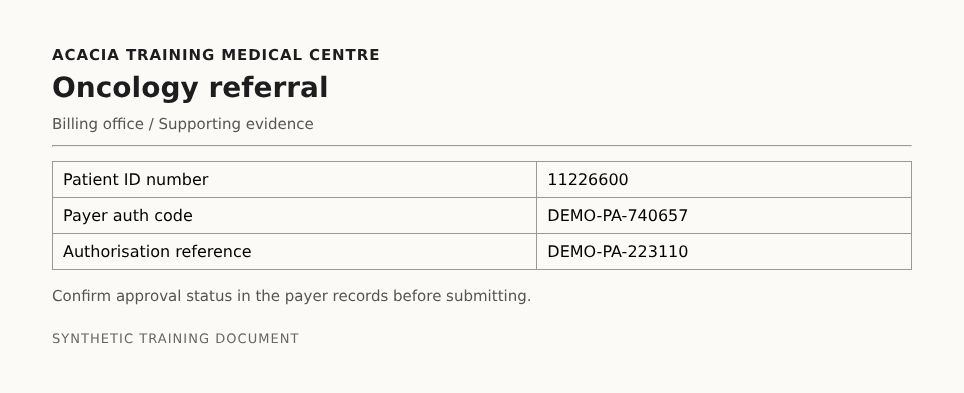 ACACIA TRAINING MEDICAL CENTRE
Oncology referral
Billing office / Supporting evidence
Patient ID number 11226600
Payer auth code DEMO-PA-740657
Authorisation reference DEMO-PA-223110
Confirm approval status in the payer records before submitting.
SYNTHETIC TRAINING DOCUMENT